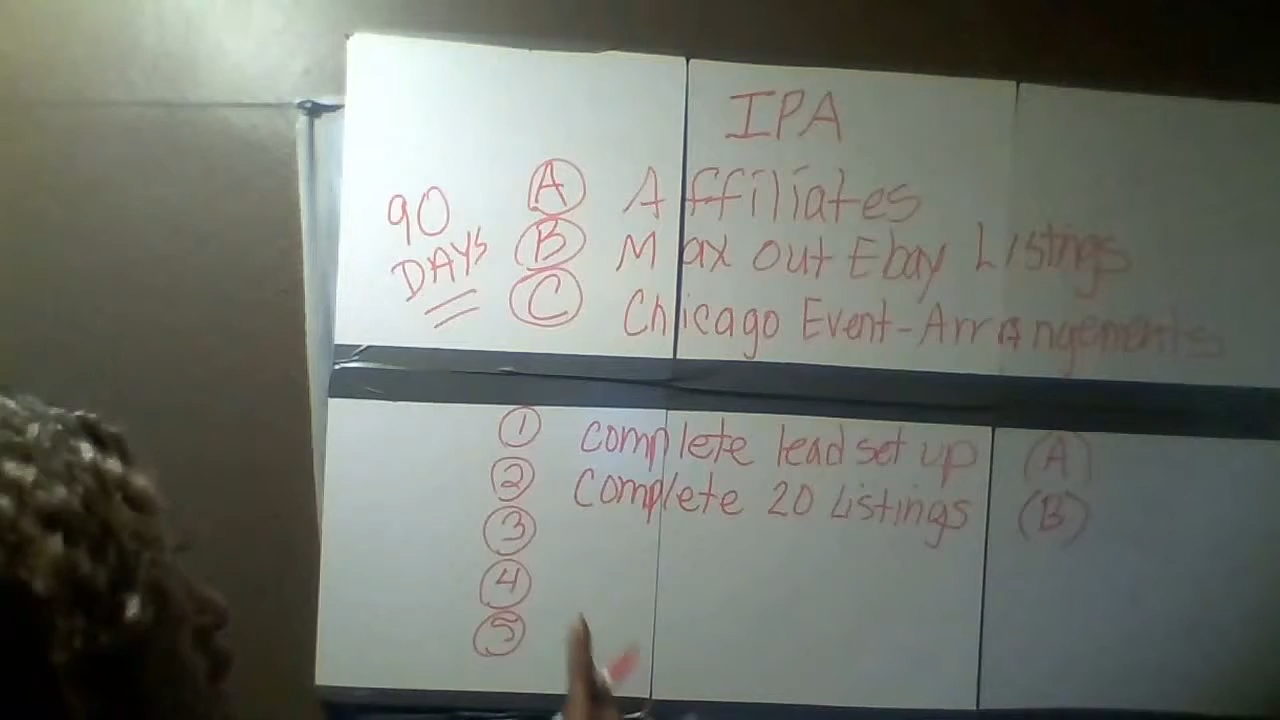 IPA
90 DAYS
A Affiliates
B Max out Ebay Listings
C Chicago Event-Arrangements
1 complete lead set up (A)
2 complete 20 Listings (B)
3
4
5